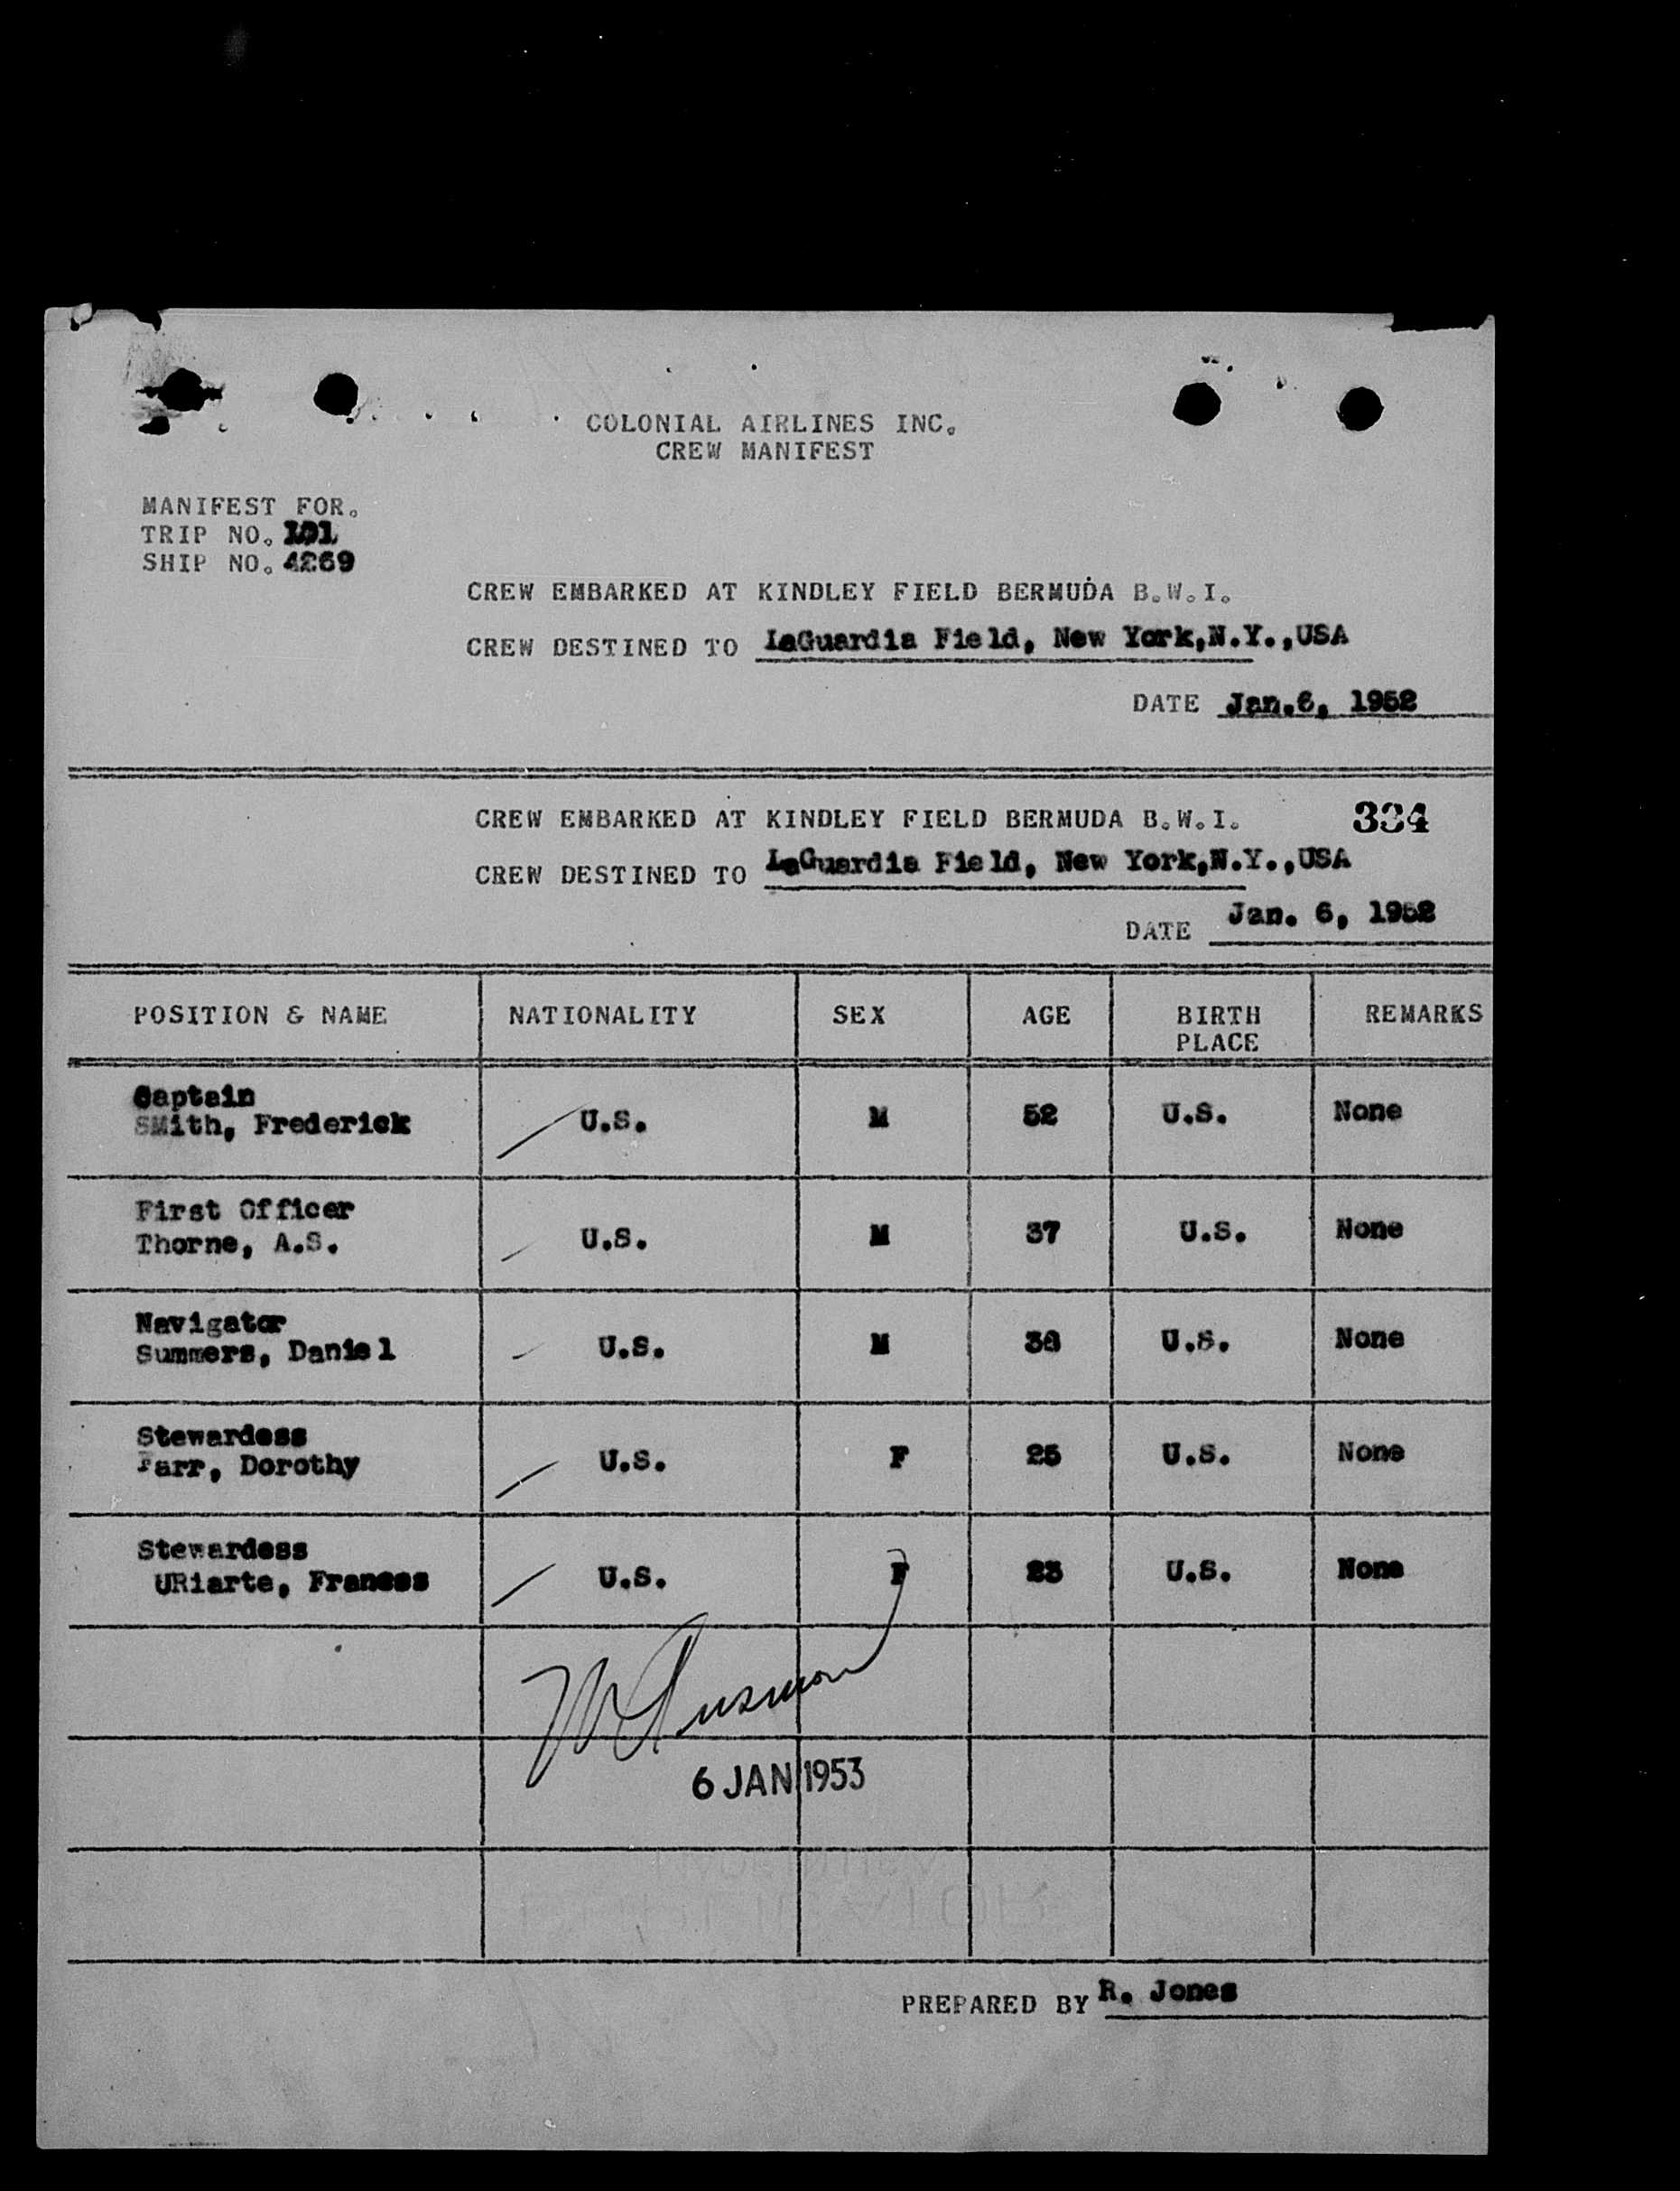 COLONIAL AIRLINES INC.
CREW MANIFEST
MANIFEST FOR.
TRIP NO. 101
SHIP NO. 4269
CREW EMBARKED AT KINDLEY FIELD BERMUDA B.W.I.
CREW DESTINED TO LaGuardia Field, New York,N.Y.,USA
DATE Jan.6, 1952
CREW EMBARKED AT KINDLEY FIELD BERMUDA B.W.I. 334
CREW DESTINED TO LaGuardia Field, New York,N.Y.,USA
DATE Jan. 6, 1952
POSITION & NAME NATIONALITY SEX AGE BIRTH PLACE REMARKS
Captain
SMith, Frederick U.S. M 52 U.S. None
First Officer
Thorne, A.S. U.S. M 37 U.S. None
Navigator
Summers, Daniel U.S. M U.S. None
Stewardess
Dorothy U.S. F 25 U.S. None
Stewardess
URiarte, Frances U.S. F 23 U.S. None
6 JAN 1953
PREPARED BY R. Jones